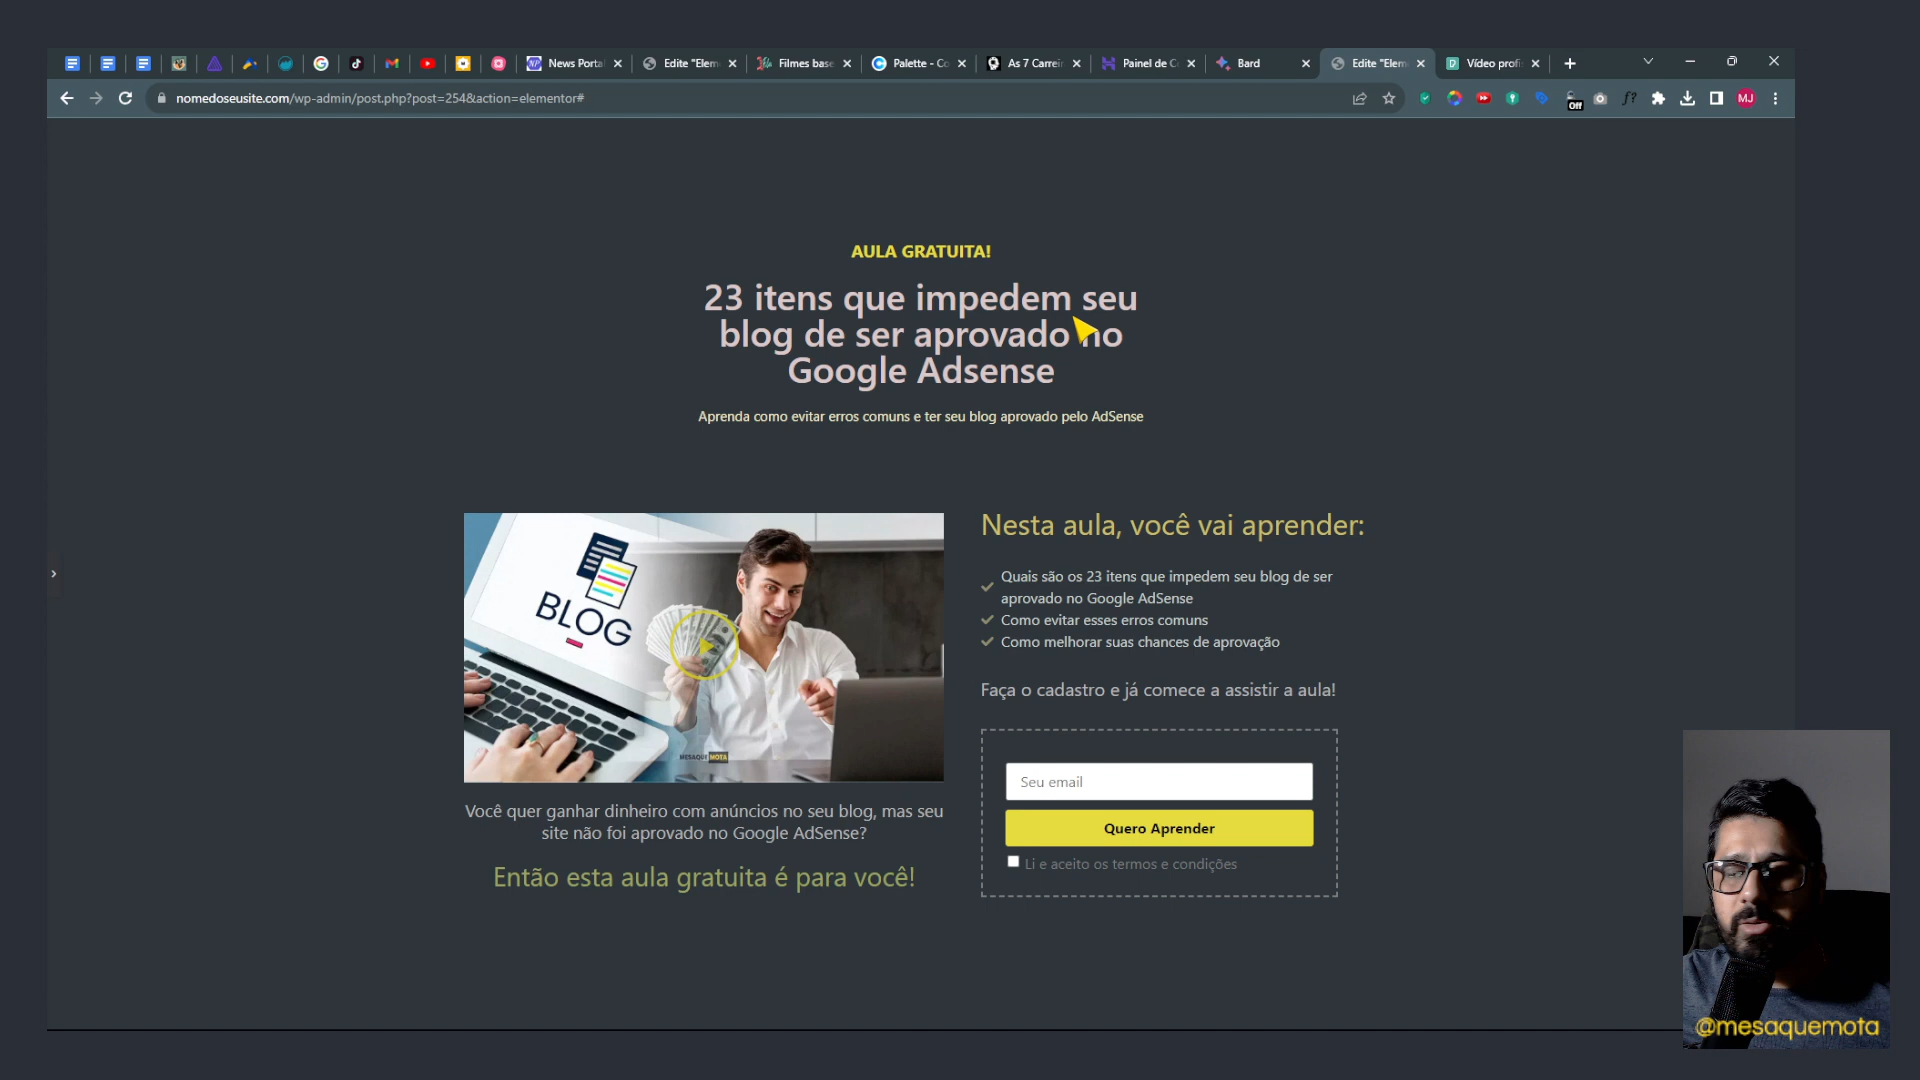 News Porta
Edite "Elem
Filmes base
Palette - Co
As 7 Carrei
Painel de C
Bard
Edite "Elem
Vídeo profi
nomedoseusite.com/wp-admin/post.php?post=254&action=elementor#
Off
f?
MJ
AULA GRATUITA!
23 itens que impedem seu
blog de ser aprovado no
Google Adsense
Aprenda como evitar erros comuns e ter seu blog aprovado pelo AdSense
BLOG
MESAQUE MOTA
Você quer ganhar dinheiro com anúncios no seu blog, mas seu
site não foi aprovado no Google AdSense?
Então esta aula gratuita é para você!
Nesta aula, você vai aprender:
Quais são os 23 itens que impedem seu blog de ser
aprovado no Google AdSense
Como evitar esses erros comuns
Como melhorar suas chances de aprovação
Faça o cadastro e já comece a assistir a aula!
Seu email
Quero Aprender
Li e aceito os termos e condições
@mesaquemota